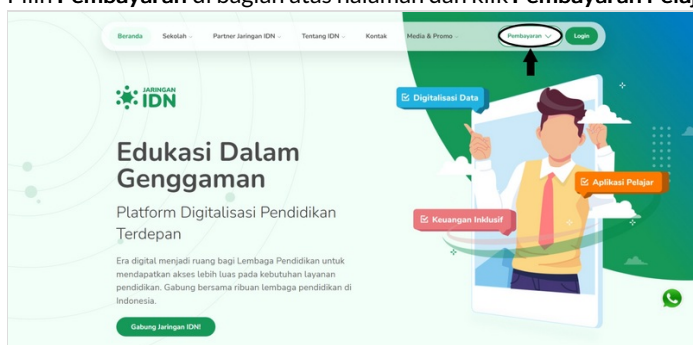 Pilih Pembayaran di bagian atas halaman dan klik Pembayaran Pelaj
Beranda Sekolah Partner Jaringan IDN Tentang IDN Kontak Media & Promo Pembayaran Login
JARINGAN
IDN
Digitalisasi Data
Edukasi Dalam
Genggaman
Aplikasi Pelajar
Platform Digitalisasi Pendidikan
Terdepan
Keuangan Inklusif
Era digital menjadi ruang bagi Lembaga Pendidikan untuk
mendapatkan akses lebih luas pada kebutuhan layanan
pendidikan. Gabung bersama ribuan lembaga pendidikan di
Indonesia.
Gabung Jaringan IDN!